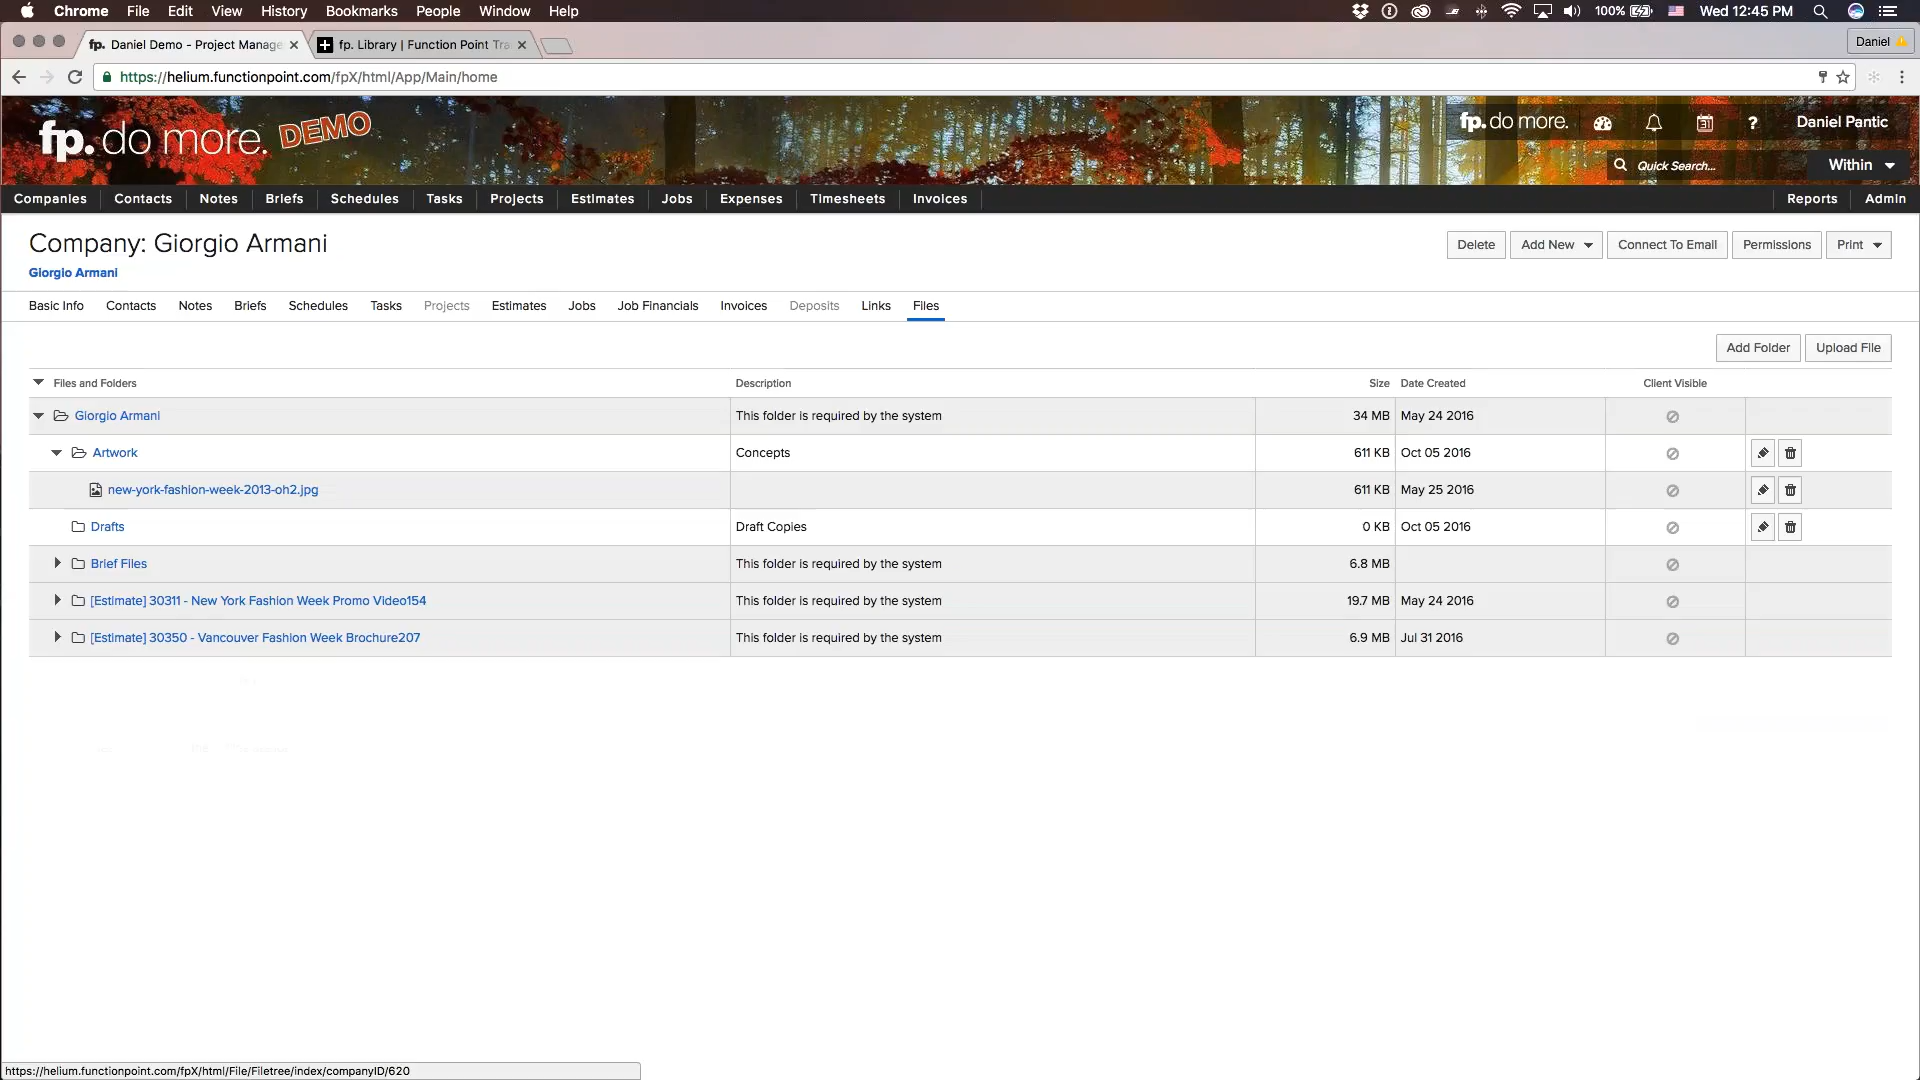 Chrome File Edit View History Bookmarks People Window Help 100% Wed 12:45 PM
fp. Daniel Demo - Project Manage fp. Library | Function Point Tra Daniel
https://helium.functionpoint.com/fpX/html/App/Main/home
fp. do more. DEMO
fp. do more. 31 ? Daniel Pantic
Quick Search... Within
Companies Contacts Notes Briefs Schedules Tasks Projects Estimates Jobs Expenses Timesheets Invoices Reports Admin
Company: Giorgio Armani Delete Add New Connect To Email Permissions Print
Giorgio Armani
Basic Info Contacts Notes Briefs Schedules Tasks Projects Estimates Jobs Job Financials Invoices Deposits Links Files
Add Folder Upload File
Files and Folders Description Size Date Created Client Visible
Giorgio Armani This folder is required by the system 34 MB May 24 2016
Artwork Concepts 611 KB Oct 05 2016
new-york-fashion-week-2013-oh2.jpg 611 KB May 25 2016
Drafts Draft Copies 0 KB Oct 05 2016
Brief Files This folder is required by the system 6.8 MB
[Estimate] 30311 - New York Fashion Week Promo Video154 This folder is required by the system 19.7 MB May 24 2016
[Estimate] 30350 - Vancouver Fashion Week Brochure207 This folder is required by the system 6.9 MB Jul 31 2016
https://helium.functionpoint.com/fpX/html/File/Filetree/index/companyID/620